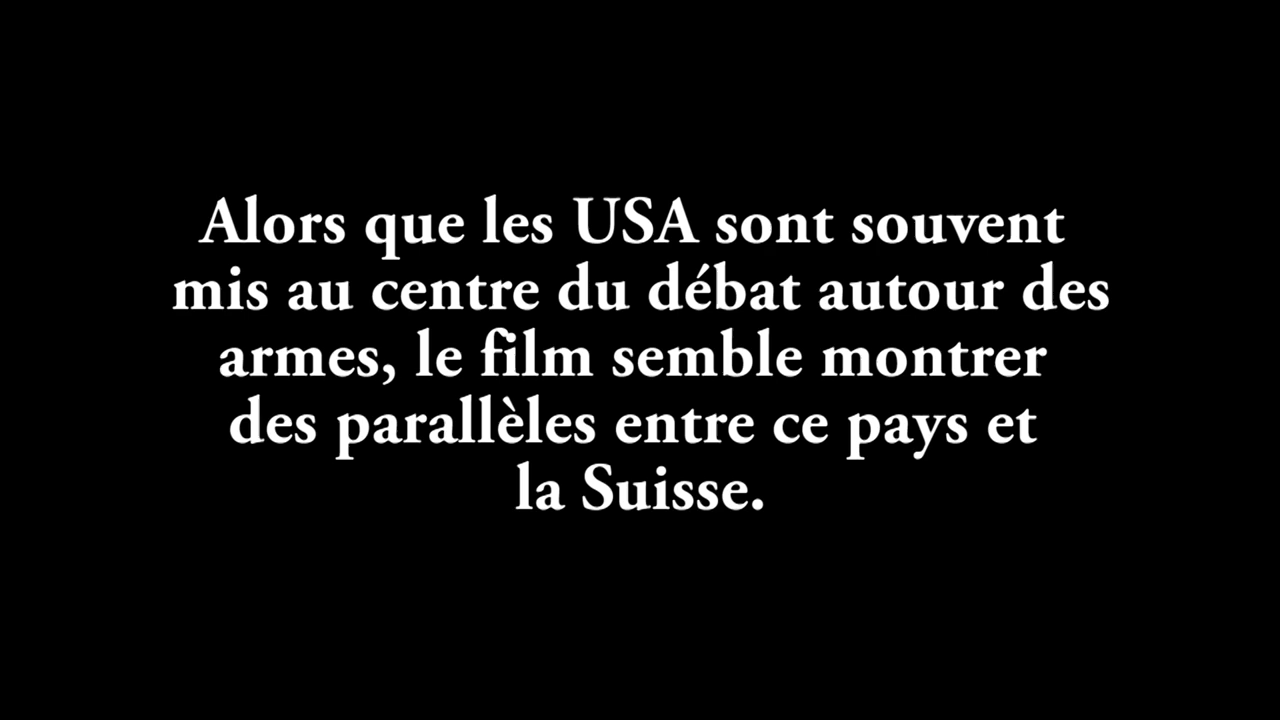 Alors que les USA sont souvent
mis au centre du débat autour des
armes, le film semble montrer
des parallèles entre ce pays et
la Suisse.